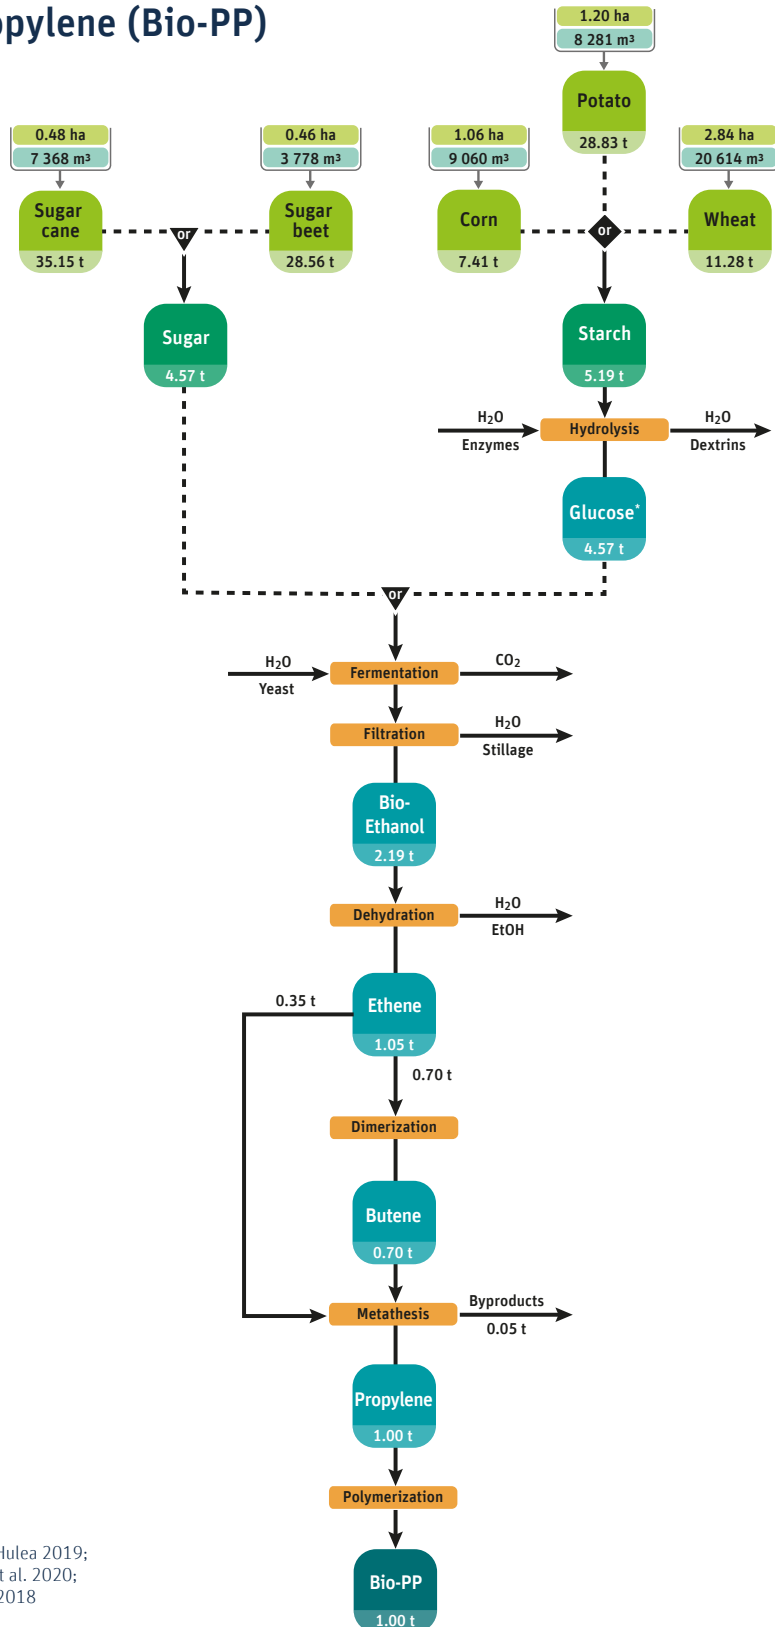 opylene (Bio-PP)
1.20 ha
8 281 m³
Potato
28.83 t
0.48 ha
7 368 m³
Sugar
cane
35.15 t
or
0.46 ha
3 778 m³
Sugar
beet
28.56 t
1.06 ha
9 060 m³
Corn
7.41 t
or
2.84 ha
20 614 m³
Wheat
11.28 t
Sugar
4.57 t
Starch
5.19 t
H₂O
Enzymes
Hydrolysis
H₂O
Dextrins
Glucose*
4.57 t
or
H₂O
Yeast
Fermentation
CO₂
Filtration
H₂O
Stillage
Bio-
Ethanol
2.19 t
Dehydration
H₂O
EtOH
Ethene
1.05 t
0.35 t
0.70 t
Dimerization
Butene
0.70 t
Metathesis
Byproducts
0.05 t
Propylene
1.00 t
Polymerization
Bio-PP
1.00 t
Hulea 2019;
t al. 2020;
2018